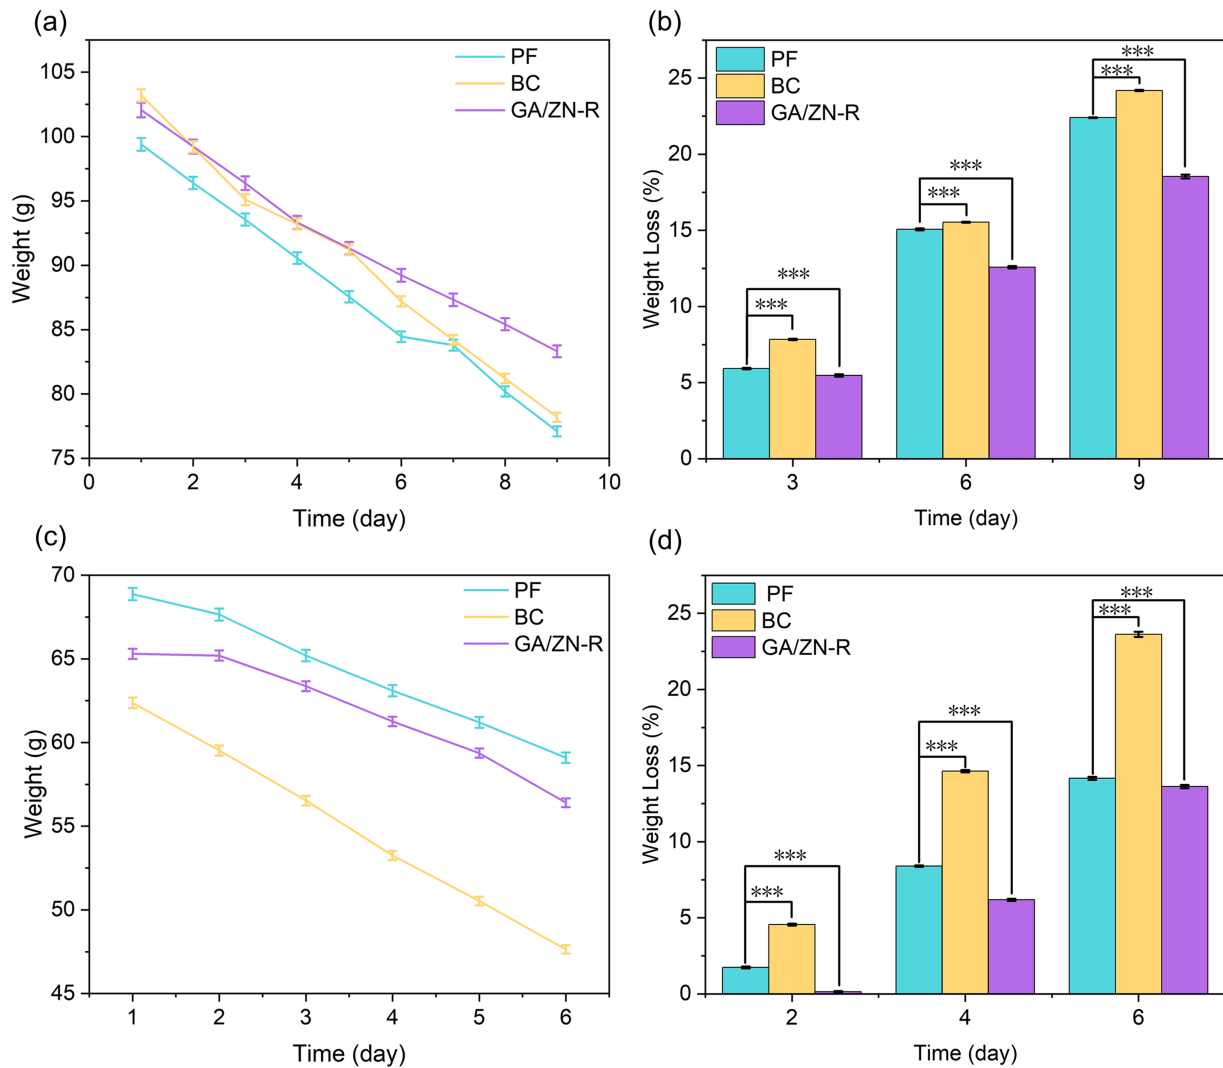 (a)
PF
BC
GA/ZN-R
105
100
95
90
85
80
75
0
2
4
6
8
10
Weight (g)
Time (day)
(b)
PF
BC
GA/ZN-R
25
20
15
10
5
0
3
6
9
***
***
***
***
***
***
Weight Loss (%)
Time (day)
(c)
PF
BC
GA/ZN-R
70
65
60
55
50
45
1
2
3
4
5
6
Weight (g)
Time (day)
(d)
PF
BC
GA/ZN-R
25
20
15
10
5
0
2
4
6
***
***
***
***
***
***
Weight Loss (%)
Time (day)